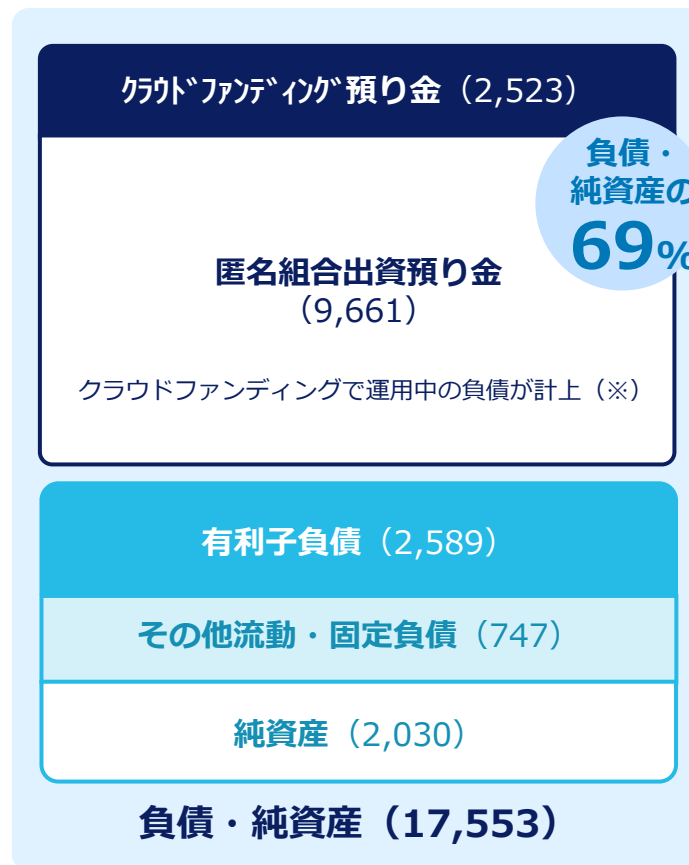 ｸﾗｳﾄﾞﾌｧﾝﾃﾞｨﾝｸﾞ預り金（2,523）
負債・
純資産の
69%
匿名組合出資預り金
（9,661）
クラウドファンディングで運用中の負債が計上（※）
有利子負債（2,589）
その他流動・固定負債（747）
純資産（2,030）
負債・純資産（17,553）